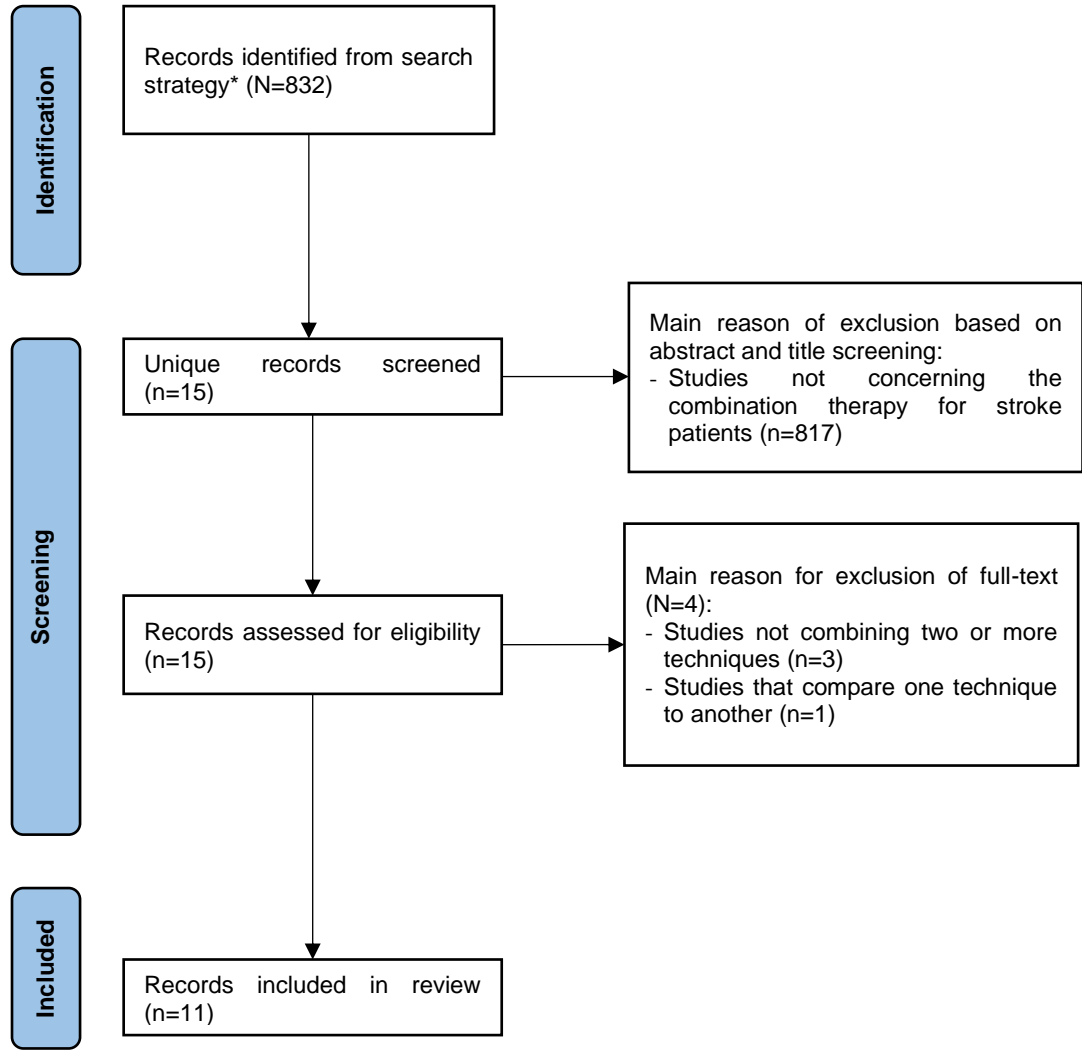 Identification
Records identified from search
strategy* (N=832)
Screening
Unique records screened
(n=15)
Main reason of exclusion based on
abstract and title screening:
- Studies not concerning the
combination therapy for stroke
patients (n=817)
Records assessed for eligibility
(n=15)
Main reason for exclusion of full-text
(N=4):
- Studies not combining two or more
techniques (n=3)
- Studies that compare one technique
to another (n=1)
Included
Records included in review
(n=11)